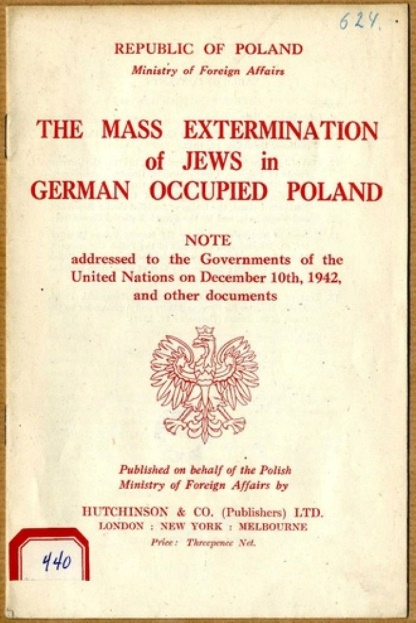 624.
REPUBLIC OF POLAND
Ministry of Foreign Affairs
THE MASS EXTERMINATION
of JEWS in
GERMAN OCCUPIED POLAND
NOTE
addressed to the Governments of the
United Nations on December 10th, 1942,
and other documents
Published on behalf of the Polish
Ministry of Foreign Affairs by
HUTCHINSON & CO. (Publishers) LTD.
LONDON : NEW YORK : MELBOURNE
Price: Threepence Net.
440